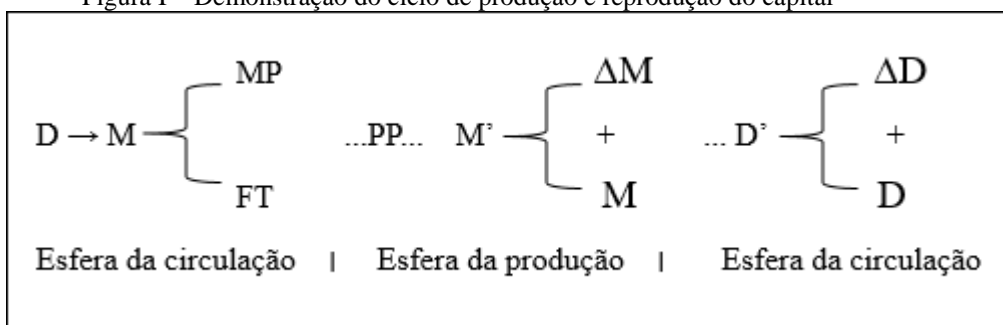 Figura 1 – Demonstração do ciclo de produção e reprodução do capital
MP ΔM ΔD
D → M ...PP... M’ + ... D’ +
FT M D
Esfera da circulação | Esfera da produção | Esfera da circulação